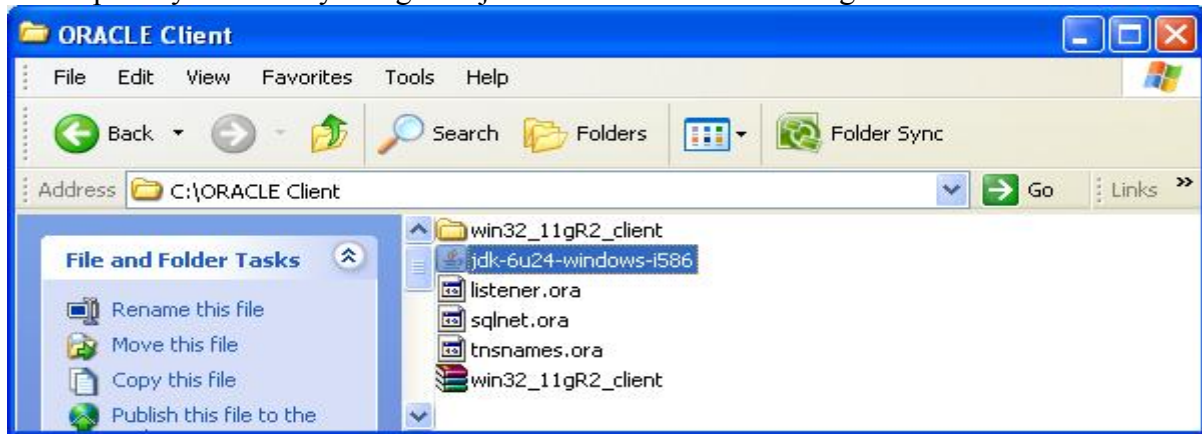 ORACLE Client
File Edit View Favorites Tools Help
Back Search Folders Folder Sync
Address C:\ORACLE Client Go Links »
win32_11gR2_client
File and Folder Tasks
jdk-6u24-windows-i586
listener.ora
Rename this file
sqlnet.ora
Move this file
tnsnames.ora
Copy this file
win32_11gR2_client
Publish this file to the